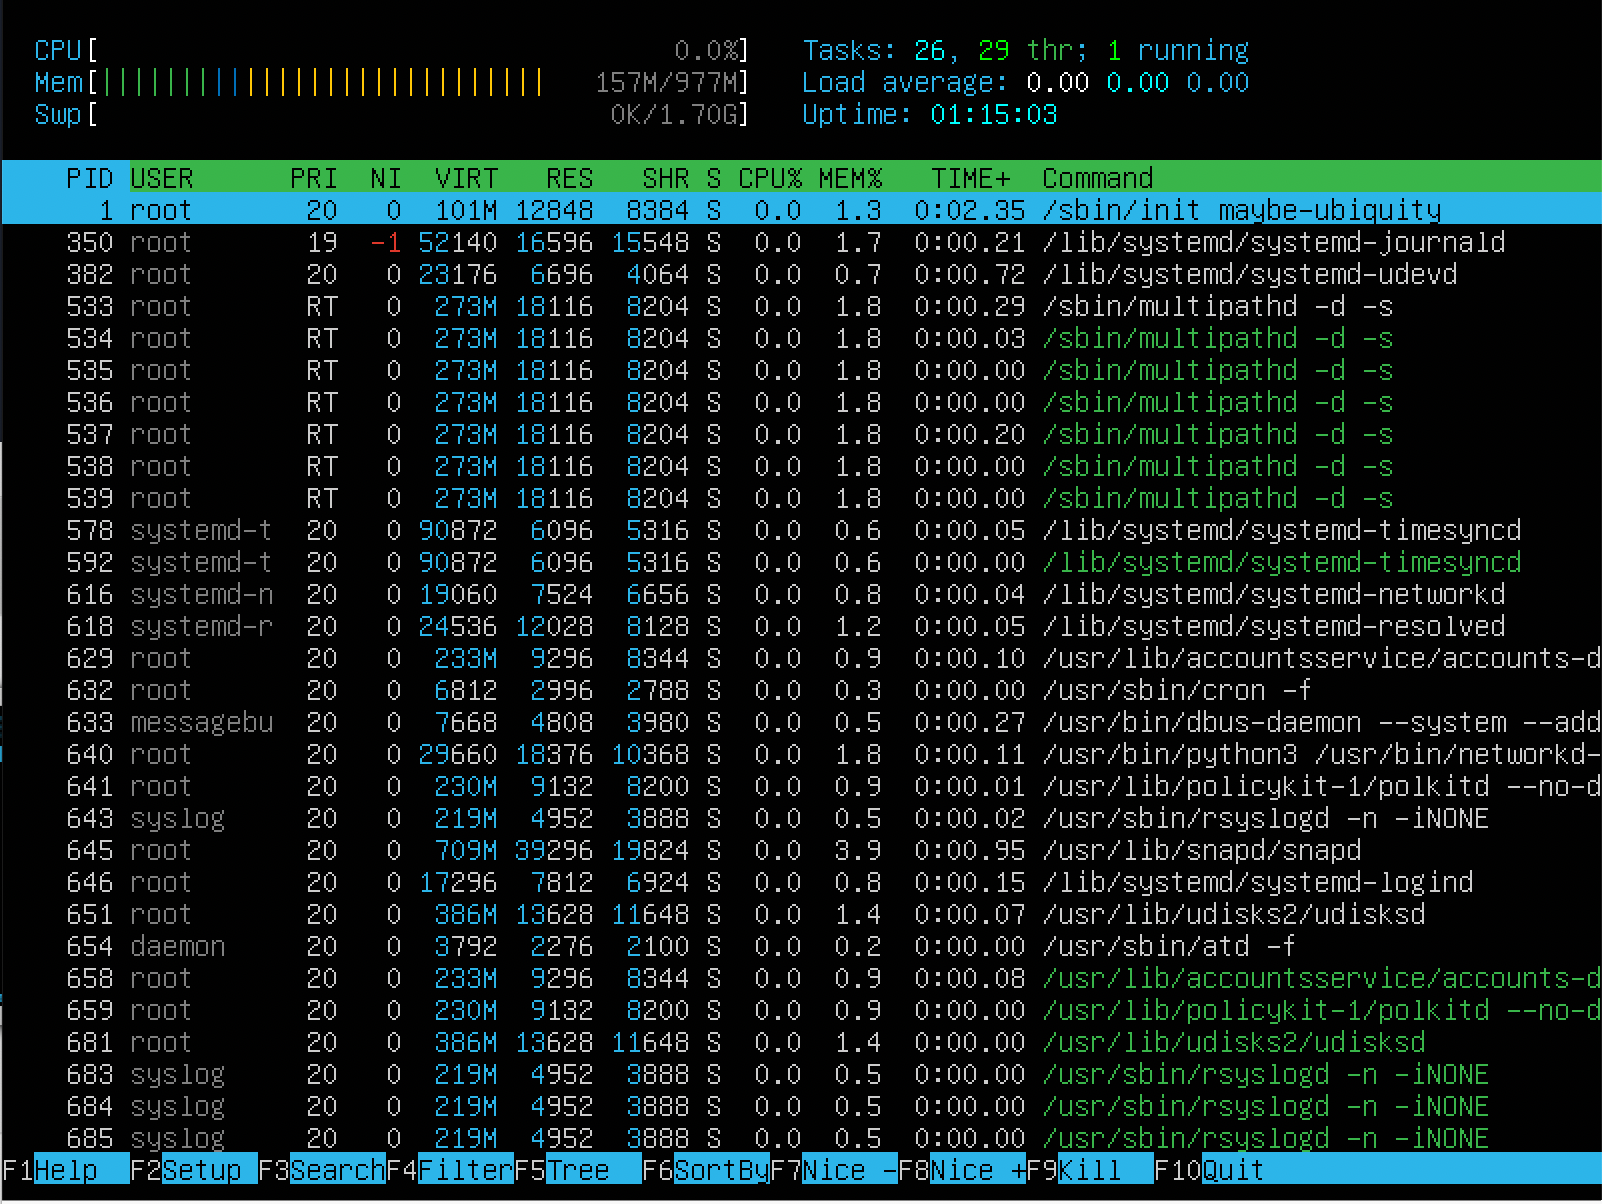 CPU[ 0.0%] Tasks: 26, 29 thr; 1 running
Mem[|||||||||||||||||||||||||||| 157M/977M] Load average: 0.00 0.00 0.00
Swp[ 0K/1.70G] Uptime: 01:15:03
PID USER PRI NI VIRT RES SHR S CPU% MEM% TIME+ Command
1 root 20 0 101M 12848 8384 S 0.0 1.3 0:02.35 /sbin/init maybe-ubiquity
350 root 19 -1 52140 16596 15548 S 0.0 1.7 0:00.21 /lib/systemd/systemd-journald
382 root 20 0 23176 6696 4064 S 0.0 0.7 0:00.72 /lib/systemd/systemd-udevd
533 root RT 0 273M 18116 8204 S 0.0 1.8 0:00.29 /sbin/multipathd -d -s
534 root RT 0 273M 18116 8204 S 0.0 1.8 0:00.03 /sbin/multipathd -d -s
535 root RT 0 273M 18116 8204 S 0.0 1.8 0:00.00 /sbin/multipathd -d -s
536 root RT 0 273M 18116 8204 S 0.0 1.8 0:00.00 /sbin/multipathd -d -s
537 root RT 0 273M 18116 8204 S 0.0 1.8 0:00.20 /sbin/multipathd -d -s
538 root RT 0 273M 18116 8204 S 0.0 1.8 0:00.00 /sbin/multipathd -d -s
539 root RT 0 273M 18116 8204 S 0.0 1.8 0:00.00 /sbin/multipathd -d -s
578 systemd-t 20 0 90872 6096 5316 S 0.0 0.6 0:00.05 /lib/systemd/systemd-timesyncd
592 systemd-t 20 0 90872 6096 5316 S 0.0 0.6 0:00.00 /lib/systemd/systemd-timesyncd
616 systemd-n 20 0 19060 7524 6656 S 0.0 0.8 0:00.04 /lib/systemd/systemd-networkd
618 systemd-r 20 0 24536 12028 8128 S 0.0 1.2 0:00.05 /lib/systemd/systemd-resolved
629 root 20 0 233M 9296 8344 S 0.0 0.9 0:00.10 /usr/lib/accountsservice/accounts-d
632 root 20 0 6812 2996 2788 S 0.0 0.3 0:00.00 /usr/sbin/cron -f
633 messagebu 20 0 7668 4808 3980 S 0.0 0.5 0:00.27 /usr/bin/dbus-daemon --system --add
640 root 20 0 29660 18376 10368 S 0.0 1.8 0:00.11 /usr/bin/python3 /usr/bin/networkd-
641 root 20 0 230M 9132 8200 S 0.0 0.9 0:00.01 /usr/lib/policykit-1/polkitd --no-d
643 syslog 20 0 219M 4952 3888 S 0.0 0.5 0:00.02 /usr/sbin/rsyslogd -n -iNONE
645 root 20 0 709M 39296 19824 S 0.0 3.9 0:00.95 /usr/lib/snapd/snapd
646 root 20 0 17296 7812 6924 S 0.0 0.8 0:00.15 /lib/systemd/systemd-logind
651 root 20 0 386M 13628 11648 S 0.0 1.4 0:00.07 /usr/lib/udisks2/udisksd
654 daemon 20 0 3792 2276 2100 S 0.0 0.2 0:00.00 /usr/sbin/atd -f
658 root 20 0 233M 9296 8344 S 0.0 0.9 0:00.08 /usr/lib/accountsservice/accounts-d
659 root 20 0 230M 9132 8200 S 0.0 0.9 0:00.00 /usr/lib/policykit-1/polkitd --no-d
681 root 20 0 386M 13628 11648 S 0.0 1.4 0:00.00 /usr/lib/udisks2/udisksd
683 syslog 20 0 219M 4952 3888 S 0.0 0.5 0:00.00 /usr/sbin/rsyslogd -n -iNONE
684 syslog 20 0 219M 4952 3888 S 0.0 0.5 0:00.00 /usr/sbin/rsyslogd -n -iNONE
685 syslog 20 0 219M 4952 3888 S 0.0 0.5 0:00.00 /usr/sbin/rsyslogd -n -iNONE
F1Help F2Setup F3SearchF4FilterF5Tree F6SortByF7Nice -F8Nice +F9Kill F10Quit